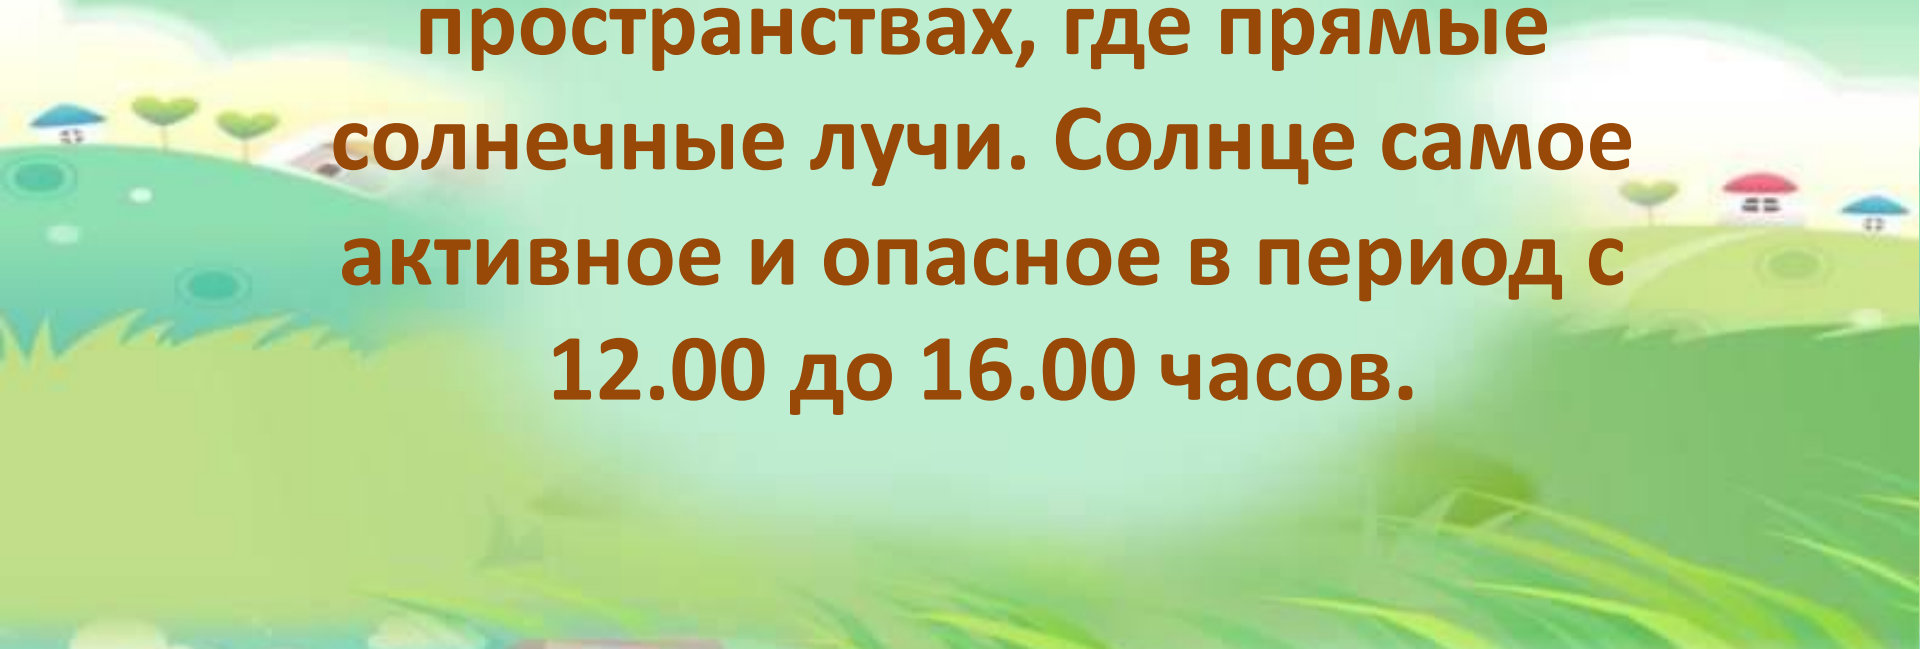 пространствах, где прямые
солнечные лучи. Солнце самое
активное и опасное в период с
12.00 до 16.00 часов.